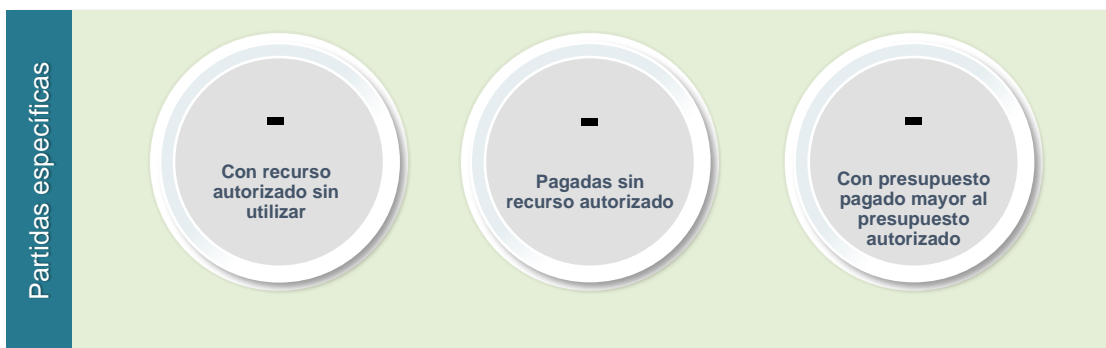 Partidas específicas
-
Con recurso
autorizado sin
utilizar
-
Pagadas sin
recurso autorizado
-
Con presupuesto
pagado mayor al
presupuesto
autorizado